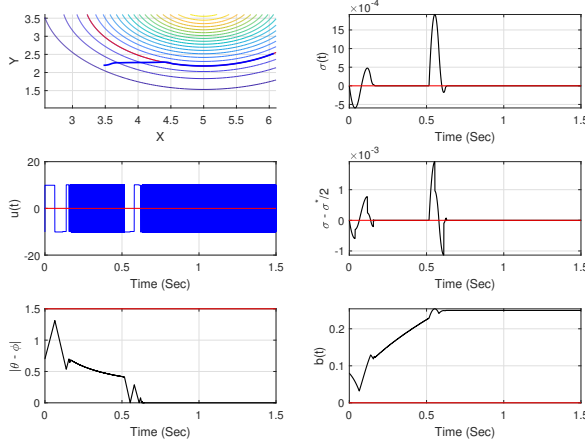 3.5
3
2.5
2
1.5
Y
3 3.5 4 4.5 5 5.5 6
X
×10⁻⁴
15
10
5
0
-5
σ(t)
0 0.5 1 1.5
Time (Sec)
20
0
-20
u(t)
0 0.5 1 1.5
Time (Sec)
×10⁻³
1
0
-1
σ - σ*/2
0 0.5 1 1.5
Time (Sec)
1.5
1
0.5
0
|θ - ϕ|
0 0.5 1 1.5
Time (Sec)
0.2
0.1
0
b(t)
0 0.5 1 1.5
Time (Sec)